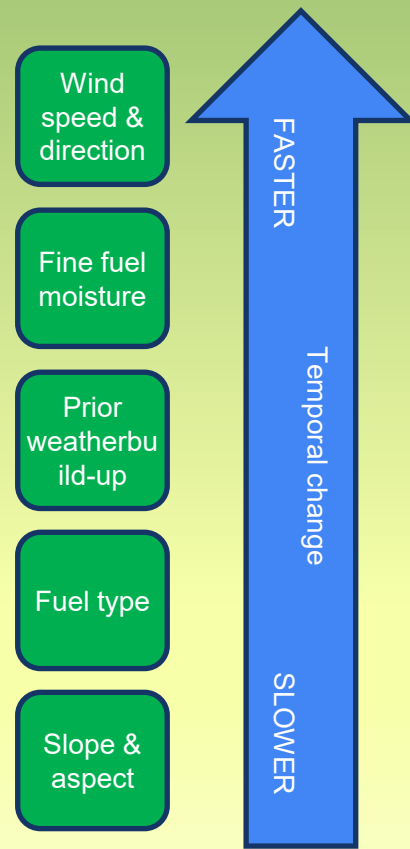 Wind
speed &
direction
Fine fuel
moisture
Prior
weatherbu
ild-up
Fuel type
Slope &
aspect
FASTER
Temporal change
SLOWER